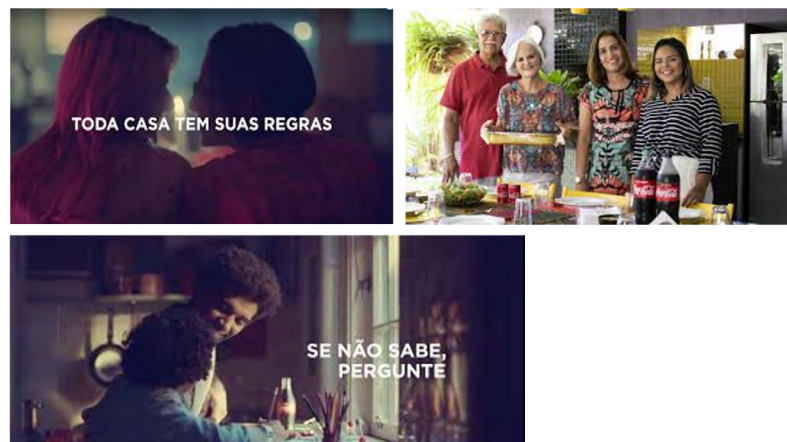 TODA CASA TEM SUAS REGRAS
Coca-Cola
Coca-Cola
SE NÃO SABE,
PERGUNTE